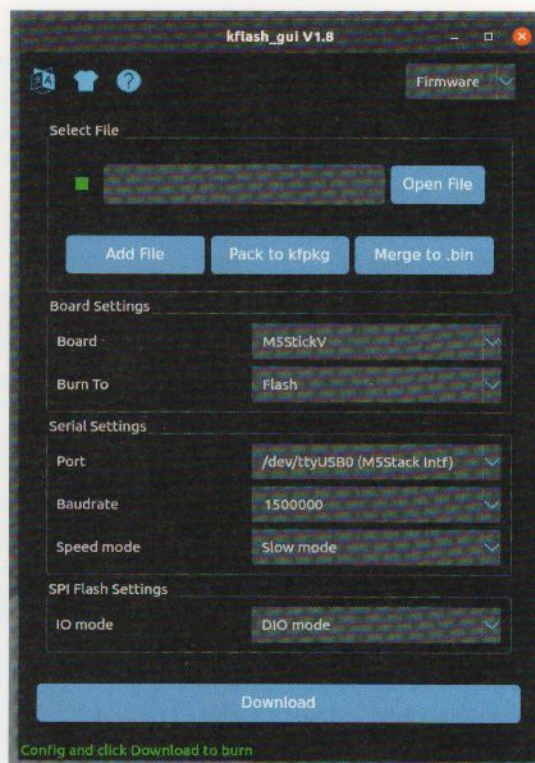 kflash_gui V1.8
Firmware
Select File
Open File
Add File Pack to kfpkg Merge to .bin
Board Settings
Board M5StickV
Burn To Flash
Serial Settings
Port /dev/ttyUSB0 (M5Stack Intf)
Baudrate 1500000
Speed mode Slow mode
SPI Flash Settings
IO mode DIO mode
Download
Config and click Download to burn